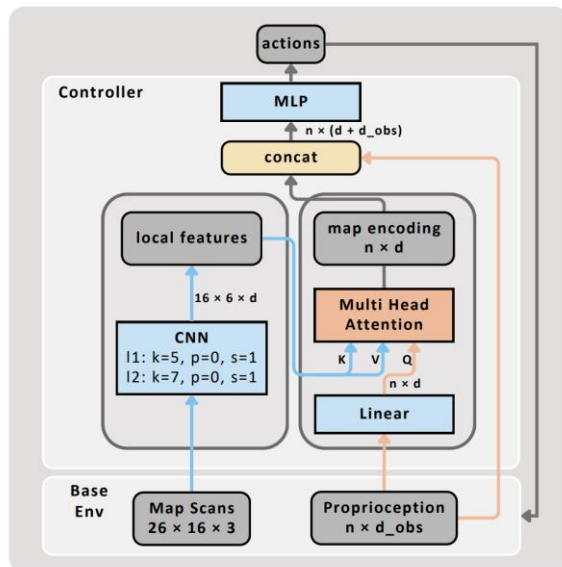 actions
Controller
MLP
n × (d + d_obs)
concat
local features
map encoding
n × d
16 × 6 × d
Multi Head
Attention
CNN
l1: k=5, p=0, s=1
l2: k=7, p=0, s=1
K
V
Q
n × d
Linear
Base
Env
Map Scans
26 × 16 × 3
Proprioception
n × d_obs